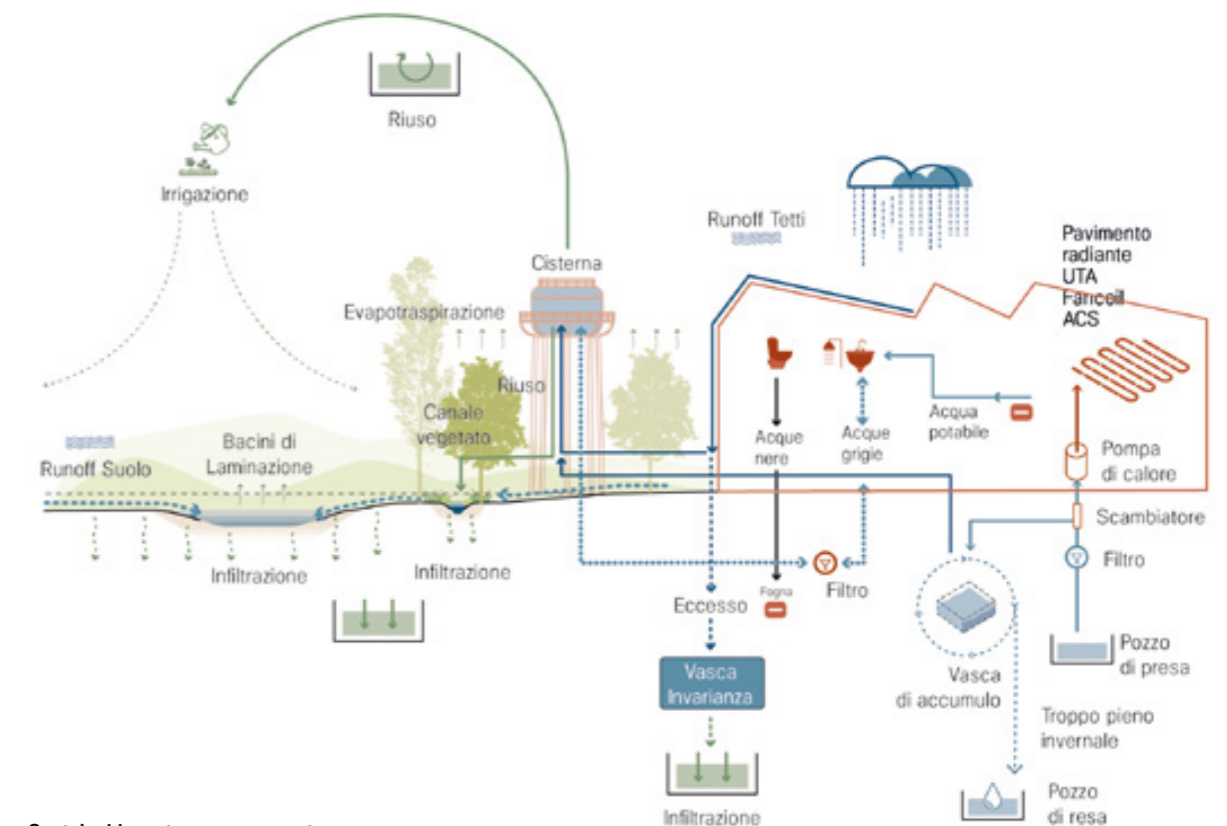 Riuso
Irrigazione
Runoff Tetti
Pavimento
radiante
UTA
Fancoil
ACS
Cisterna
Evapotraspirazione
Riuso
Canale
vegetato
Acque
nere
Acque
grigie
Acqua
potabile
Pompa
di calore
Runoff Suolo
Bacini di
Laminazione
Scambiatore
Filtro
Infiltrazione
Infiltrazione
Eccesso
Fogna
Filtro
Vasca
Invarianza
Vasca
di accumulo
Pozzo
di presa
Troppo pieno
invernale
Infiltrazione
Pozzo
di resa